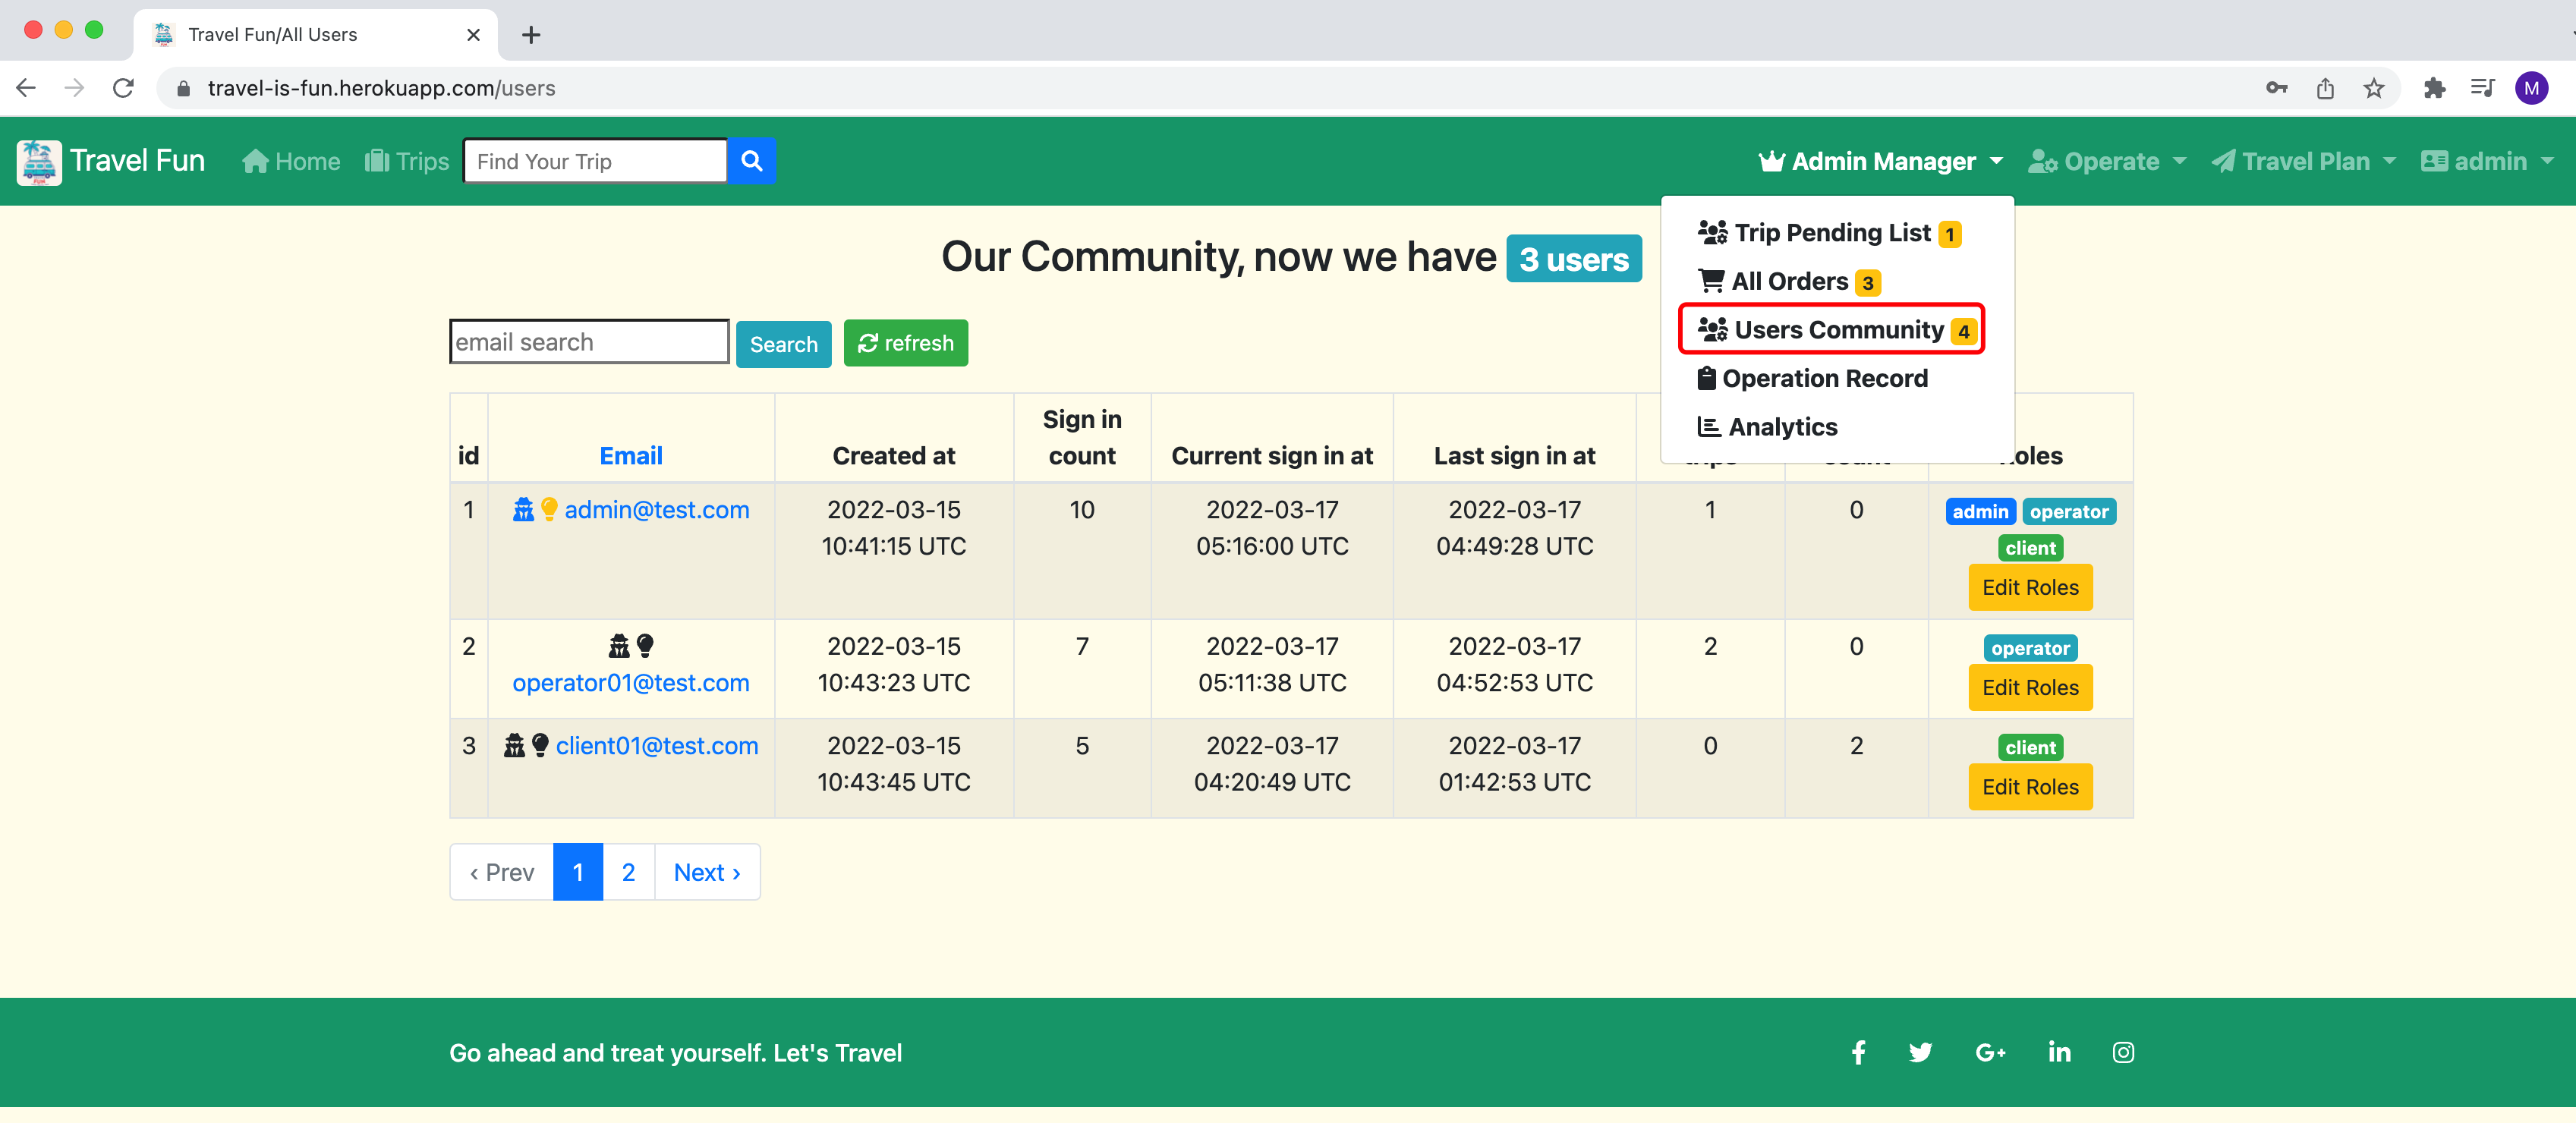 Travel Fun/All Users
travel-is-fun.herokuapp.com/users
M
Travel Fun Home Trips Find Your Trip Admin Manager Operate Travel Plan admin
Trip Pending List 1
All Orders 3
Users Community 4
Operation Record
Analytics
Our Community, now we have 3 users
email search Search refresh
id Email Created at Sign in count Current sign in at Last sign in at
1 admin@test.com 2022-03-15 10:41:15 UTC 10 2022-03-17 05:16:00 UTC 2022-03-17 04:49:28 UTC 1 0 admin operator client Edit Roles
2 operator01@test.com 2022-03-15 10:43:23 UTC 7 2022-03-17 05:11:38 UTC 2022-03-17 04:52:53 UTC 2 0 operator Edit Roles
3 client01@test.com 2022-03-15 10:43:45 UTC 5 2022-03-17 04:20:49 UTC 2022-03-17 01:42:53 UTC 0 2 client Edit Roles
‹ Prev 1 2 Next ›
Go ahead and treat yourself. Let's Travel